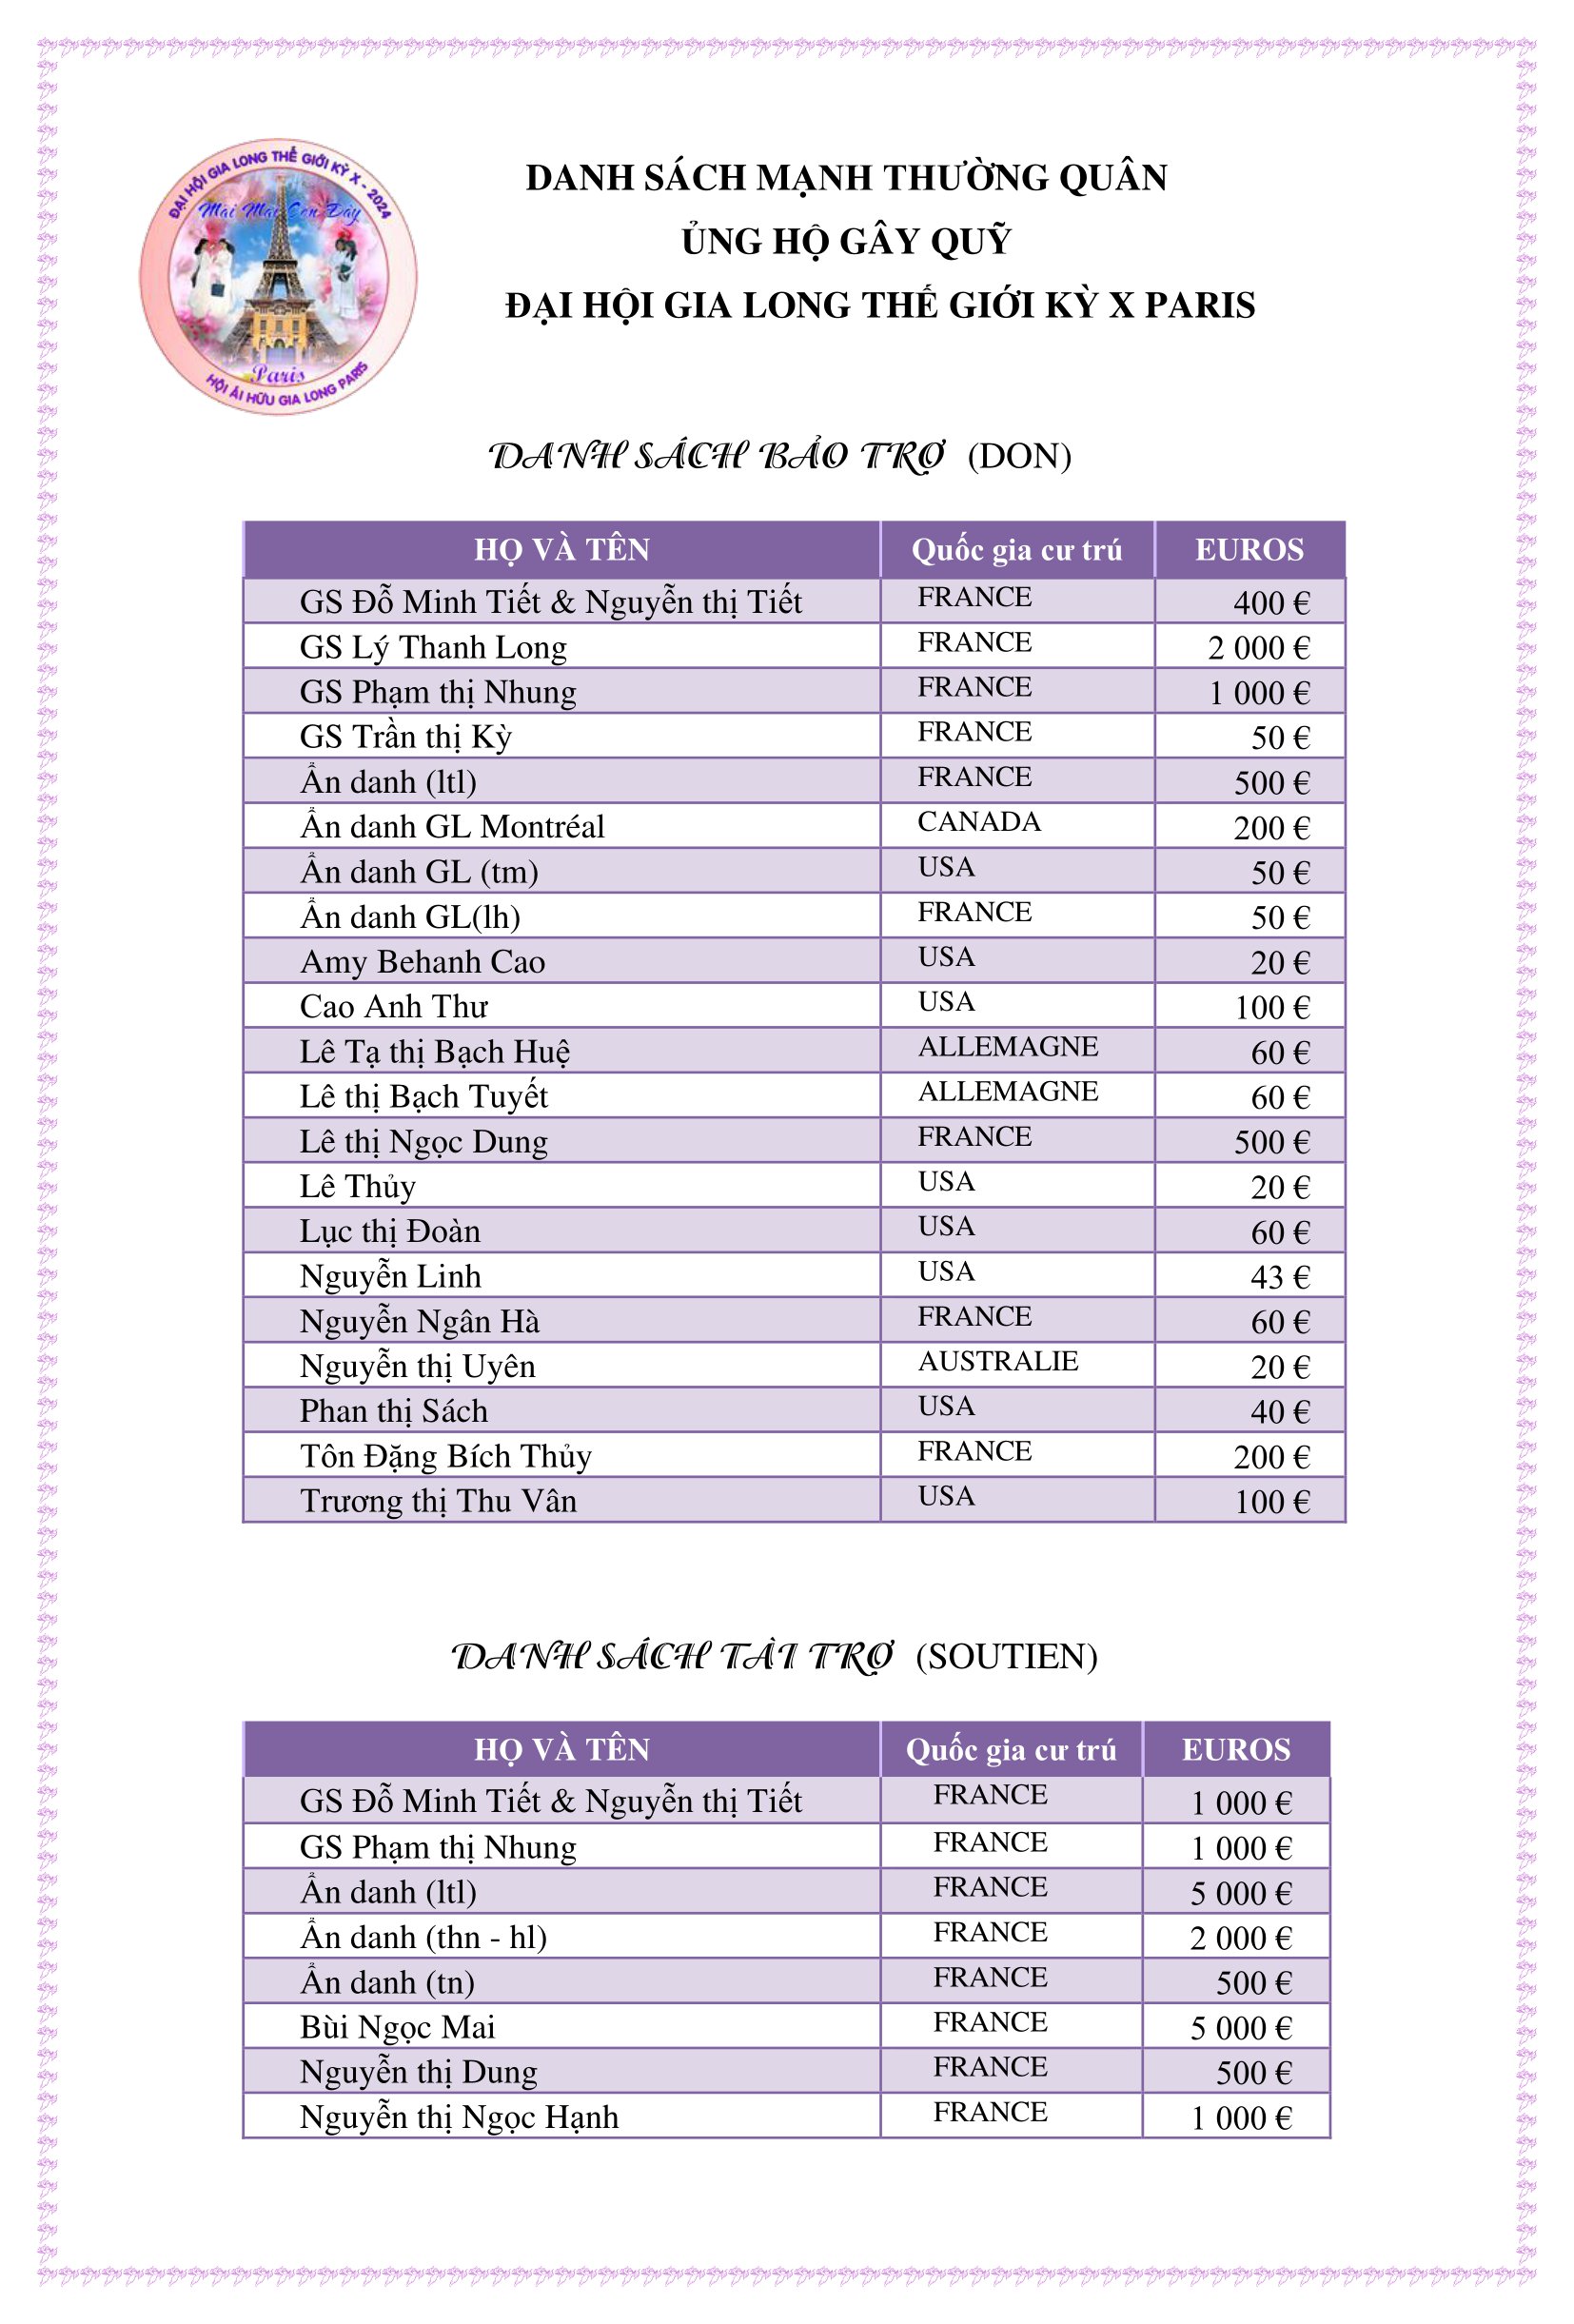 ĐẠI HỘI GIA LONG THẾ GIỚI KỲ X - 2024
Mãi Mãi Còn Đây
Paris
HỘI ÁI HỮU GIA LONG PARIS
DANH SÁCH MẠNH THƯỜNG QUÂN
ỦNG HỘ GÂY QUỸ
ĐẠI HỘI GIA LONG THẾ GIỚI KỲ X PARIS
DANH SÁCH BẢO TRỢ (DON)
HỌ VÀ TÊN Quốc gia cư trú EUROS
GS Đỗ Minh Tiết & Nguyễn thị Tiết FRANCE 400 €
GS Lý Thanh Long FRANCE 2 000 €
GS Phạm thị Nhung FRANCE 1 000 €
GS Trần thị Kỳ FRANCE 50 €
Ẩn danh (ltl) FRANCE 500 €
Ẩn danh GL Montréal CANADA 200 €
Ẩn danh GL (tm) USA 50 €
Ẩn danh GL(lh) FRANCE 50 €
Amy Behanh Cao USA 20 €
Cao Anh Thư USA 100 €
Lê Tạ thị Bạch Huệ ALLEMAGNE 60 €
Lê thị Bạch Tuyết ALLEMAGNE 60 €
Lê thị Ngọc Dung FRANCE 500 €
Lê Thủy USA 20 €
Lục thị Đoàn USA 60 €
Nguyễn Linh USA 43 €
Nguyễn Ngân Hà FRANCE 60 €
Nguyễn thị Uyên AUSTRALIE 20 €
Phan thị Sách USA 40 €
Tôn Đặng Bích Thủy FRANCE 200 €
Trương thị Thu Vân USA 100 €
DANH SÁCH TÀI TRỢ (SOUTIEN)
HỌ VÀ TÊN Quốc gia cư trú EUROS
GS Đỗ Minh Tiết & Nguyễn thị Tiết FRANCE 1 000 €
GS Phạm thị Nhung FRANCE 1 000 €
Ẩn danh (ltl) FRANCE 5 000 €
Ẩn danh (thn - hl) FRANCE 2 000 €
Ẩn danh (tn) FRANCE 500 €
Bùi Ngọc Mai FRANCE 5 000 €
Nguyễn thị Dung FRANCE 500 €
Nguyễn thị Ngọc Hạnh FRANCE 1 000 €